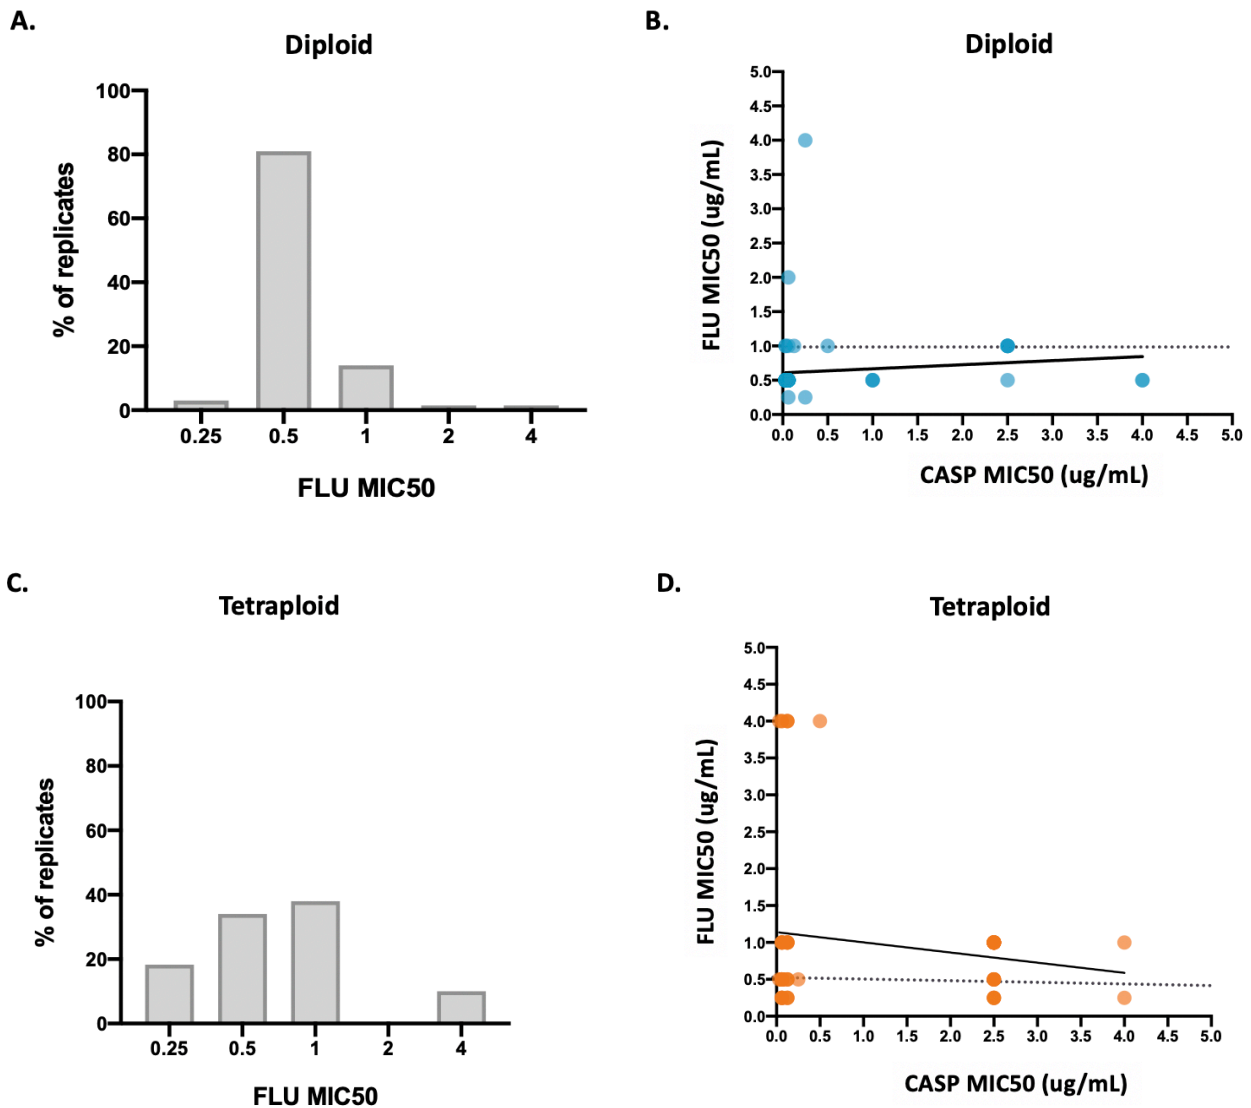 A.
Diploid
100
80
60
40
20
0
% of replicates
0.25 0.5 1 2 4
FLU MIC50
B.
Diploid
5.0
4.5
4.0
3.5
3.0
2.5
2.0
1.5
1.0
0.5
0.0
FLU MIC50 (ug/mL)
0.0 0.5 1.0 1.5 2.0 2.5 3.0 3.5 4.0 4.5 5.0
CASP MIC50 (ug/mL)
C.
Tetraploid
100
80
60
40
20
0
% of replicates
0.25 0.5 1 2 4
FLU MIC50
D.
Tetraploid
5.0
4.5
4.0
3.5
3.0
2.5
2.0
1.5
1.0
0.5
0.0
FLU MIC50 (ug/mL)
0.0 0.5 1.0 1.5 2.0 2.5 3.0 3.5 4.0 4.5 5.0
CASP MIC50 (ug/mL)